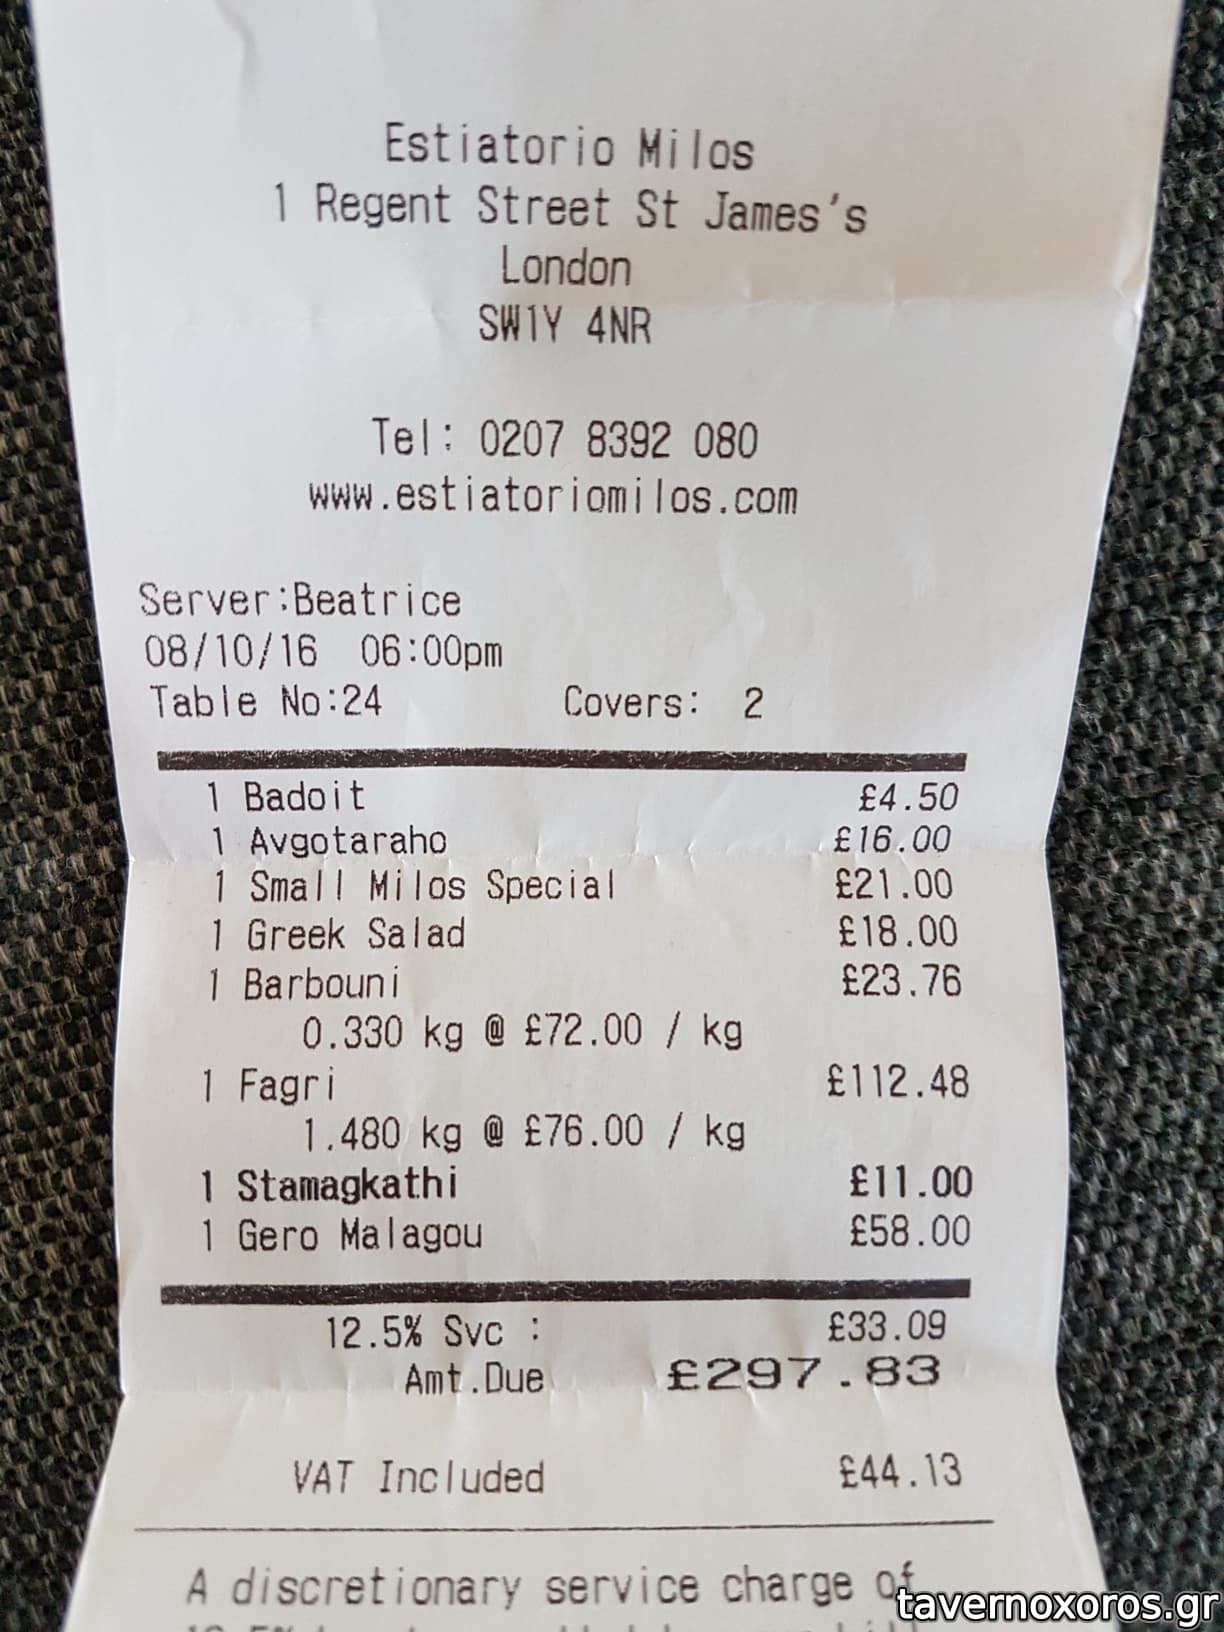 Estiatorio Milos
1 Regent Street St James's
London
SW1Y 4NR
Tel: 0207 8392 080
www.estiatoriomilos.com
Server:Beatrice
08/10/16 06:00pm
Table No:24 Covers: 2
1 Badoit £4.50
1 Avgotaraho £16.00
1 Small Milos Special £21.00
1 Greek Salad £18.00
1 Barbouni £23.76
0.330 kg @ £72.00 / kg
1 Fagri £112.48
1.480 kg @ £76.00 / kg
1 Stamagkathi £11.00
1 Gero Malagou £58.00
12.5% Svc : £33.09
Amt.Due £297.83
VAT Included £44.13
A discretionary service charge of
tavernoxoros.gr